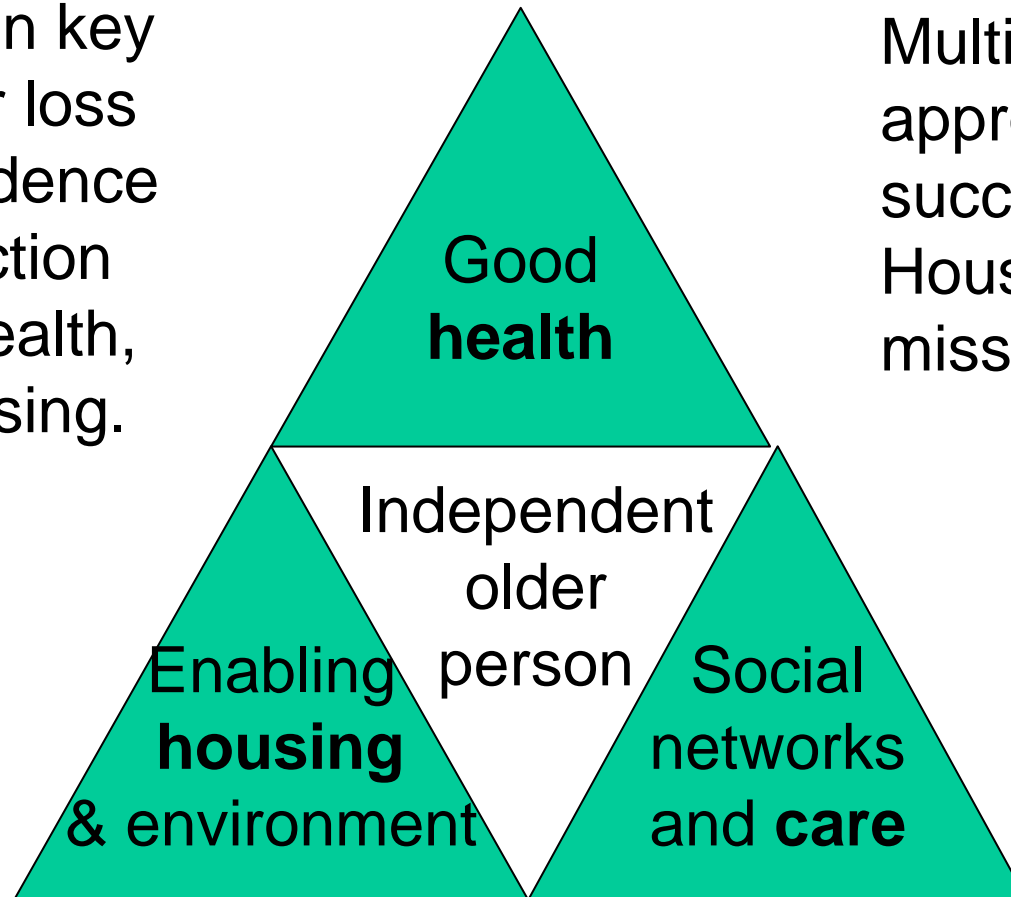 n key
r loss
dence
ction
ealth,
sing.
Multi
appr
succ
Hous
miss
Good
health
Independent
older
person
Enabling
housing
& environment
Social
networks
and care